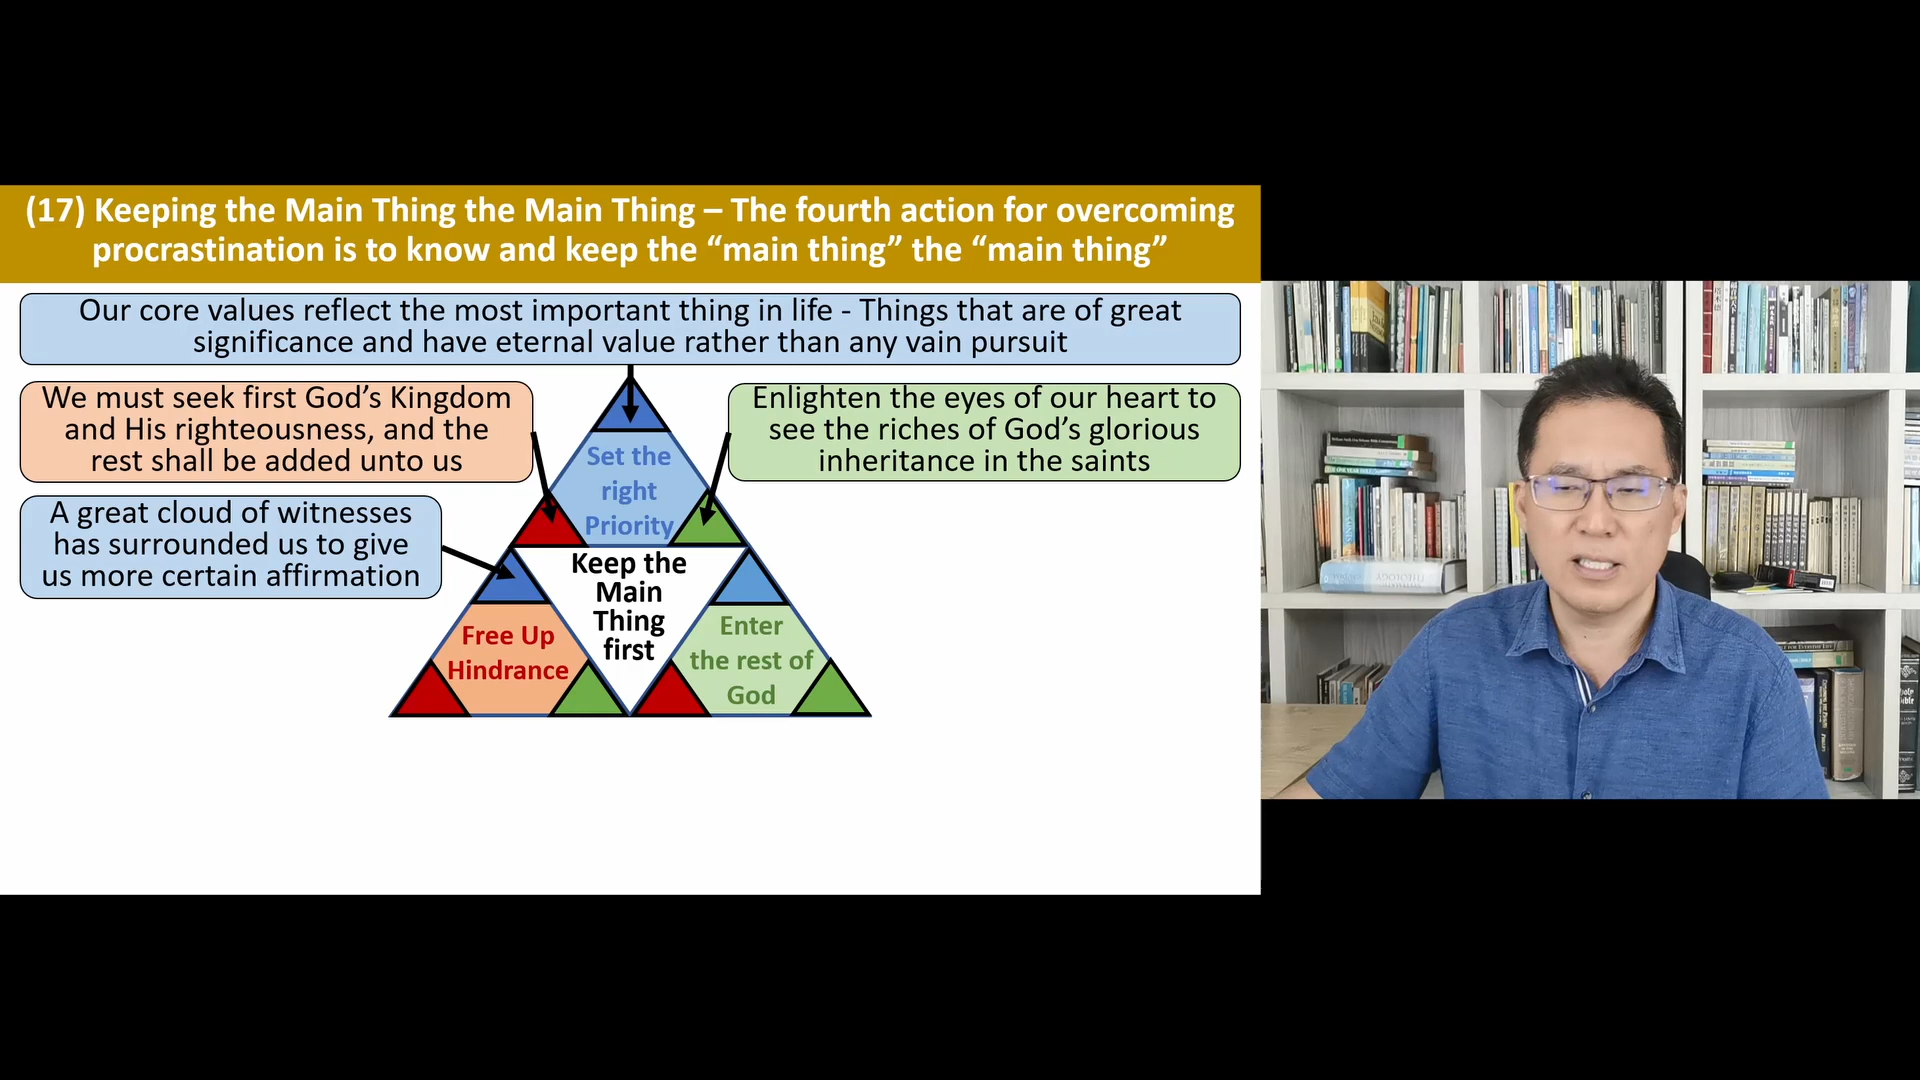 (17) Keeping the Main Thing the Main Thing – The fourth action for overcoming
procrastination is to know and keep the “main thing” the “main thing”
Our core values reflect the most important thing in life - Things that are of great
significance and have eternal value rather than any vain pursuit
We must seek first God’s Kingdom
and His righteousness, and the
rest shall be added unto us
Enlighten the eyes of our heart to
see the riches of God’s glorious
inheritance in the saints
A great cloud of witnesses
has surrounded us to give
us more certain affirmation
Set the
right
Priority
Keep the
Main
Thing
first
Free Up
Hindrance
Enter
the rest of
God